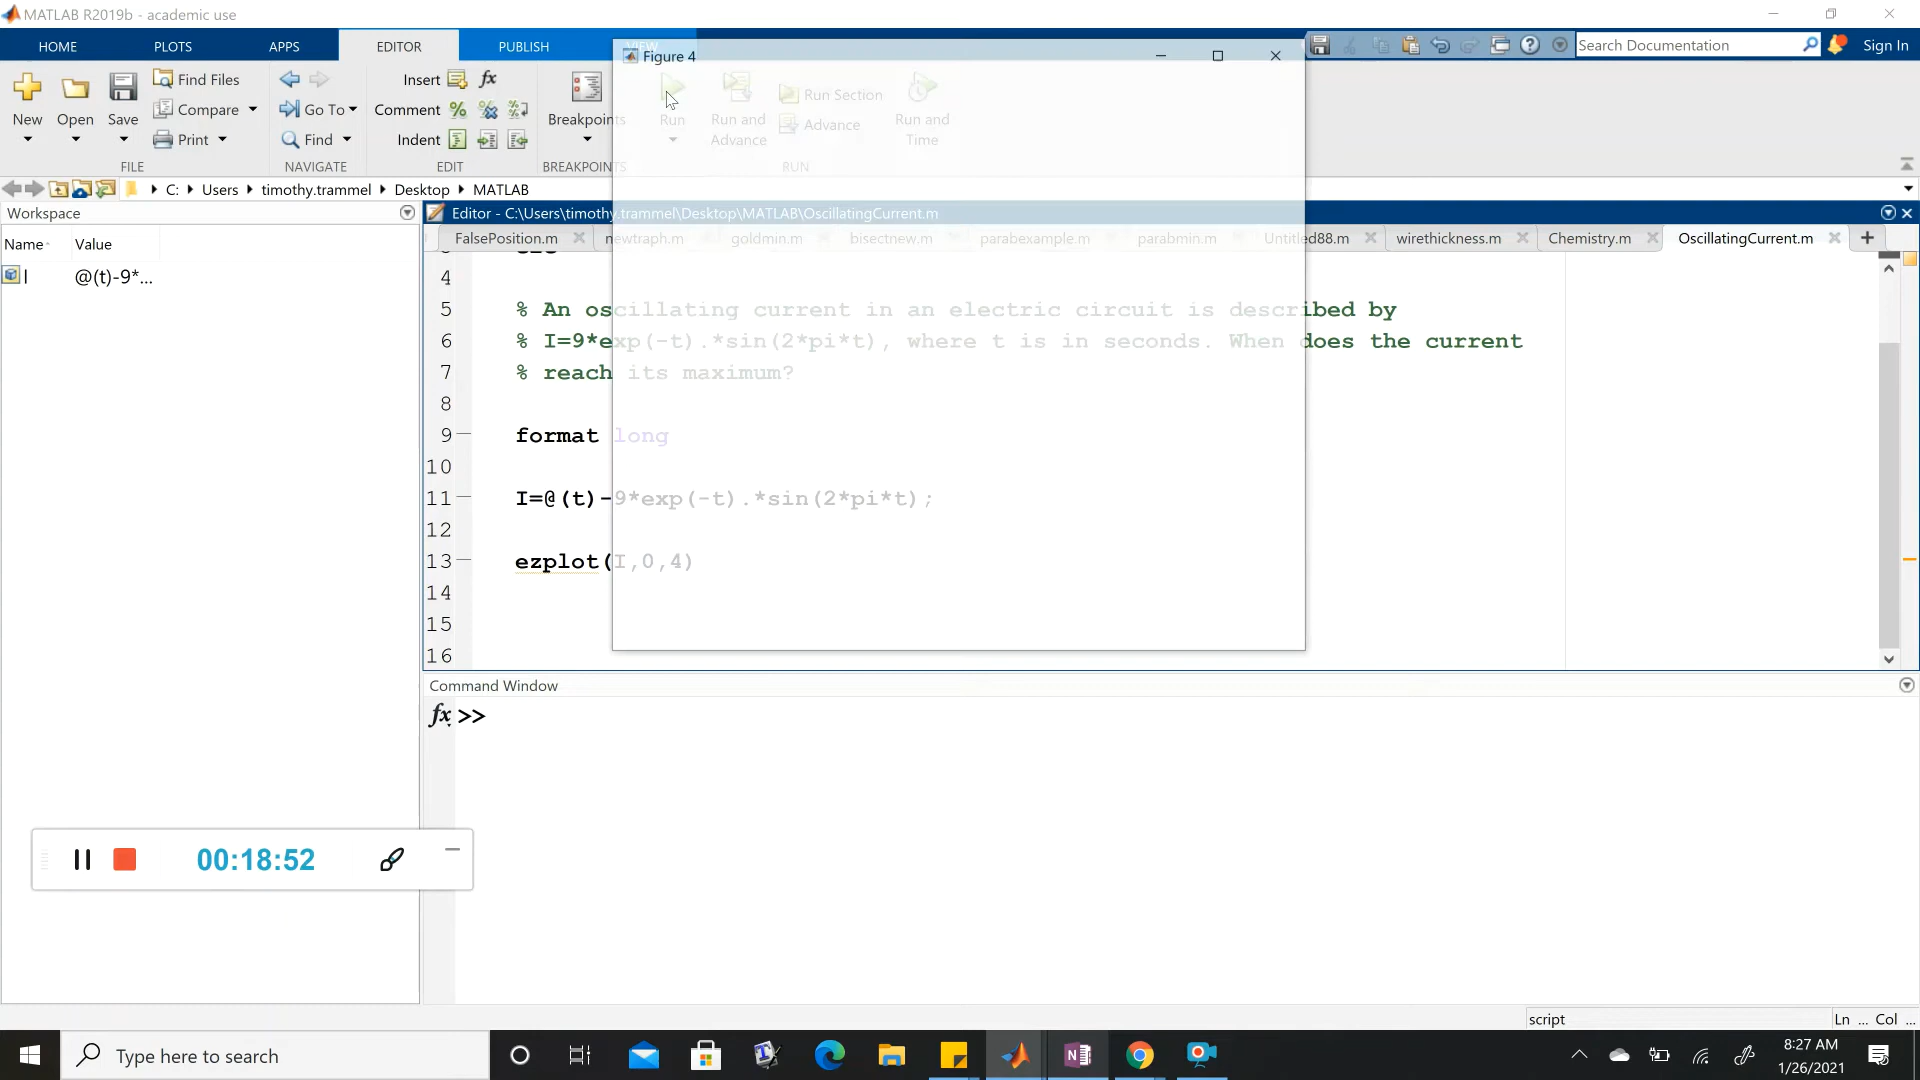 MATLAB R2019b - academic use
HOME PLOTS APPS EDITOR PUBLISH VIEW
Search Documentation
Sign In
Figure 4
New Open Save
Find Files
Compare
Print
FILE
Go To
Find
NAVIGATE
Insert fx
Comment
Indent
EDIT
Breakpoints
BREAKPOINTS
Run
Run and Advance
Run Section
Advance
Run and Time
RUN
C: Users timothy.trammel Desktop MATLAB
Workspace
Name Value
I @(t)-9*...
Editor - C:\Users\timothy.trammel\Desktop\MATLAB\OscillatingCurrent.m
FalsePosition.m newtraph.m goldmin.m bisectnew.m parabexample.m parabmin.m Untitled88.m wirethickness.m Chemistry.m OscillatingCurrent.m
4
5 % An oscillating current in an electric circuit is described by
6 % I=9*exp(-t).*sin(2*pi*t), where t is in seconds. When does the current
7 % reach its maximum?
8
9 format long
10
11 I=@(t)-9*exp(-t).*sin(2*pi*t);
12
13 ezplot(I,0,4)
14
15
16
Command Window
fx >>
00:18:52
script
Ln ... Col ...
Type here to search
8:27 AM
1/26/2021